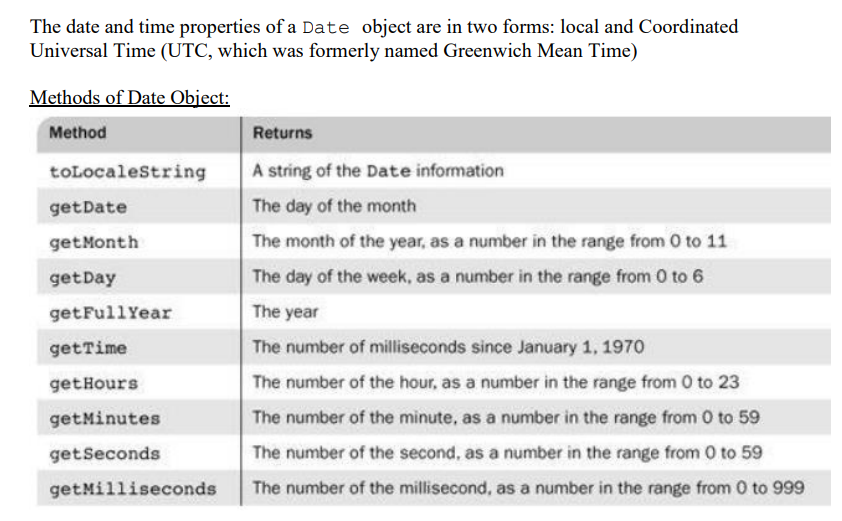 The date and time properties of a Date object are in two forms: local and Coordinated
Universal Time (UTC, which was formerly named Greenwich Mean Time)
Methods of Date Object:
Method Returns
toLocaleString A string of the Date information
getDate The day of the month
getMonth The month of the year, as a number in the range from 0 to 11
getDay The day of the week, as a number in the range from 0 to 6
getFullYear The year
getTime The number of milliseconds since January 1, 1970
getHours The number of the hour, as a number in the range from 0 to 23
getMinutes The number of the minute, as a number in the range from 0 to 59
getSeconds The number of the second, as a number in the range from 0 to 59
getMilliseconds The number of the millisecond, as a number in the range from 0 to 999